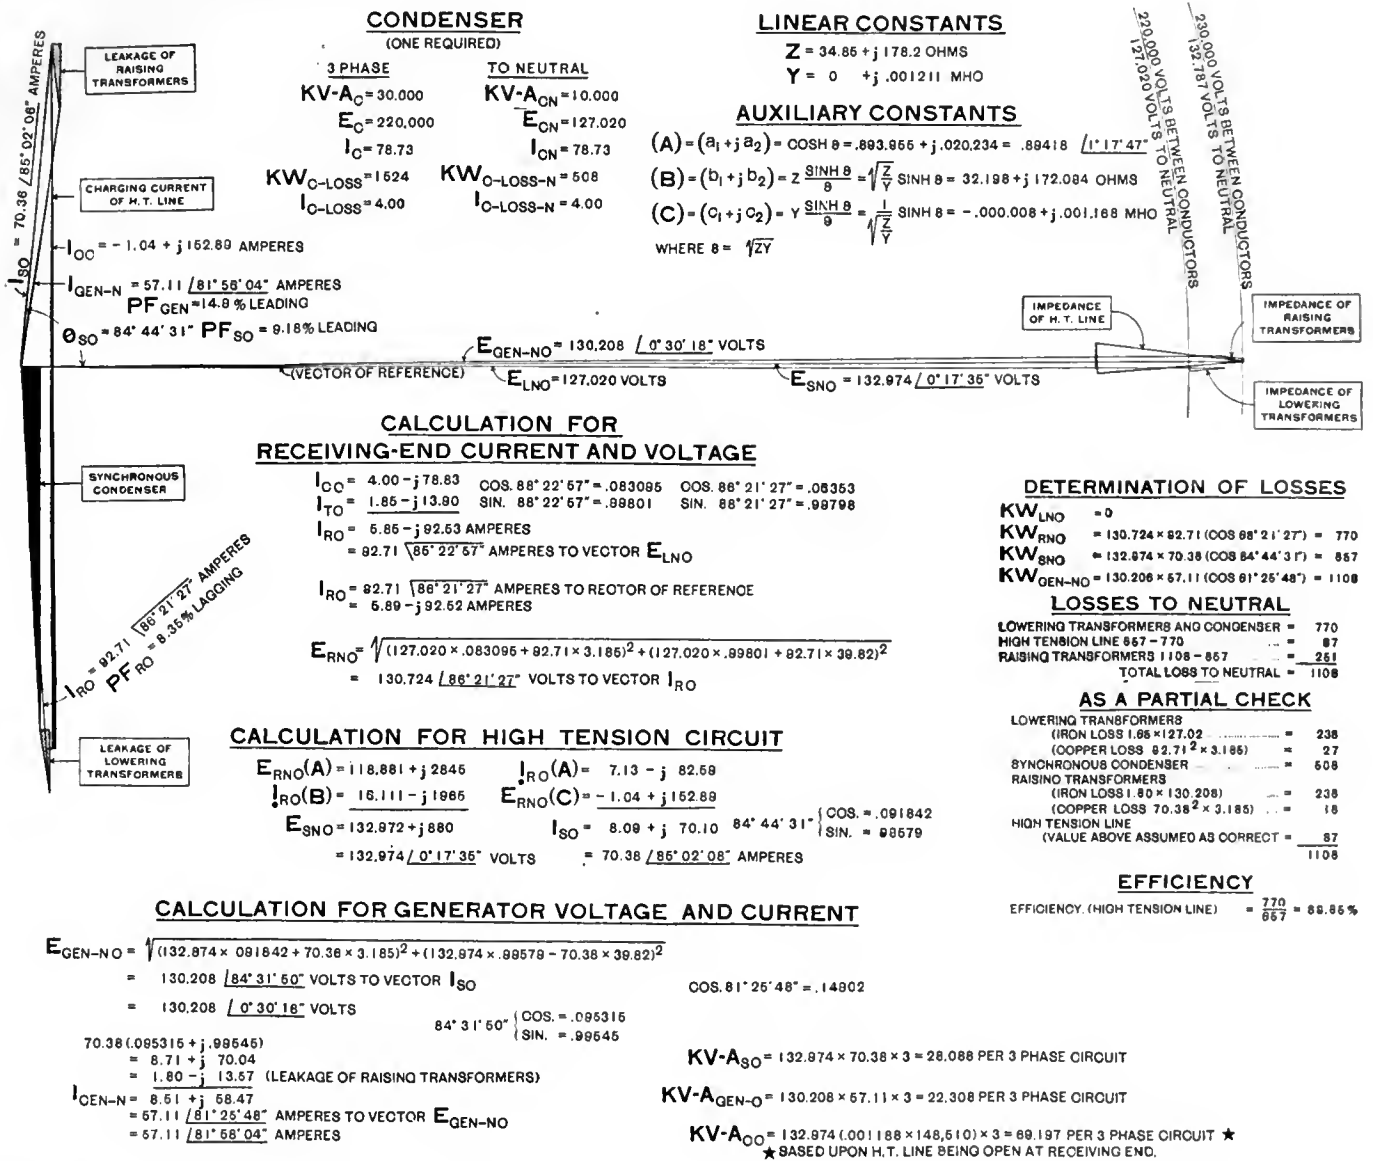 CONDENSER
(ONE REQUIRED)
3 PHASE TO NEUTRAL
KV-A_C = 30.000 KV-A_CN = 10.000
E_C = 220,000 E_CN = 127.020
I_C = 78.73 I_CN = 78.73
KW_C-LOSS = 1524 KW_C-LOSS-N = 508
I_C-LOSS = 4.00 I_C-LOSS-N = 4.00
LINEAR CONSTANTS
Z = 34.85 + j 178.2 OHMS
Y = 0 + j .001211 MHO
AUXILIARY CONSTANTS
(A) = (a₁ + j a₂) = COSH θ = .893,955 + j .020,234 = .89418 /1° 17' 47"
(B) = (b₁ + j b₂) = Z SINH θ / θ = √(Z/Y) SINH θ = 32.198 + j 172.094 OHMS
(C) = (c₁ + j c₂) = Y SINH θ / θ = 1/√(Z/Y) SINH θ = -.000.008 + j .001.168 MHO
WHERE θ = √ZY
220,000 VOLTS BETWEEN CONDUCTORS
127.020 VOLTS TO NEUTRAL
230,000 VOLTS BETWEEN CONDUCTORS
132.787 VOLTS TO NEUTRAL
LEAKAGE OF
RAISING
TRANSFORMERS
I_SO = 70.36 /85° 02' 06" AMPERES
CHARGING CURRENT
OF H.T. LINE
I_OC = -1.04 + j 152.89 AMPERES
I_GEN-N = 57.11 /81° 56' 04" AMPERES
PF_GEN = 14.9 % LEADING
θ_SO = 84° 44' 31" PF_SO = 9.18% LEADING
IMPEDANCE
OF H.T. LINE
IMPEDANCE OF
RAISING
TRANSFORMERS
E_GEN-NO = 130,208 /0° 30' 18" VOLTS
(VECTOR OF REFERENCE)
E_LNO = 127,020 VOLTS
E_SNO = 132.974 /0° 17' 35" VOLTS
IMPEDANCE OF
LOWERING
TRANSFORMERS
SYNCHRONOUS
CONDENSER
I_RO = 92.71 \86° 21' 27" AMPERES
PF_RO = 8.35% LAGGING
LEAKAGE OF
LOWERING
TRANSFORMERS
CALCULATION FOR
RECEIVING-END CURRENT AND VOLTAGE
I_CO = 4.00 - j 78.83 COS. 88° 22' 57" = .083095 COS. 86° 21' 27" = .06353
I_TO = 1.85 - j 13.90 SIN. 88° 22' 57" = .99801 SIN. 88° 21' 27" = .99798
I_RO = 5.85 - j 92.53 AMPERES
= 92.71 \85° 22' 57" AMPERES TO VECTOR E_LNO
I_RO = 92.71 \86° 21' 27" AMPERES TO RECTOR OF REFERENCE
= 5.89 - j 92.52 AMPERES
E_RNO = √(127.020 × .083095 + 92.71 × 3.185)² + (127.020 × .99801 + 92.71 × 39.82)²
= 130.724 /86° 21' 27" VOLTS TO VECTOR I_RO
CALCULATION FOR HIGH TENSION CIRCUIT
E_RNO(A) = 118.881 + j 2845 I_RO(A) = 7.13 - j 82.59
I_RO(B) = 16.111 - j 1965 E_RNO(C) = -1.04 + j 152.89
E_SNO = 132.972 + j 880 I_SO = 8.09 + j 70.10 84° 44' 31" { COS. = .091842
SIN. = 98579
= 132.974 /0° 17' 35" VOLTS = 70.38 /85° 02' 08" AMPERES
DETERMINATION OF LOSSES
KW_LNO = 0
KW_RNO = 130.724 × 92.71 (COS 88° 21' 27") = 770
KW_SNO = 132.974 × 70.38 (COS 84° 44' 31") = 857
KW_GEN-NO = 130.206 × 57.11 (COS 81° 25' 48") = 1108
LOSSES TO NEUTRAL
LOWERING TRANSFORMERS AND CONDENSER = 770
HIGH TENSION LINE 857 - 770 ... = 87
RAISING TRANSFORMERS 1108 - 857 ... = 251
TOTAL LOSS TO NEUTRAL = 1108
AS A PARTIAL CHECK
LOWERING TRANSFORMERS
(IRON LOSS 1.85 × 127.02 ... = 238
(COPPER LOSS 92.71² × 3.185) = 27
SYNCHRONOUS CONDENSER ... = 508
RAISING TRANSFORMERS
(IRON LOSS 1.80 × 130.208) ... = 238
(COPPER LOSS 70.38² × 3.185) .. = 16
HIGH TENSION LINE
(VALUE ABOVE ASSUMED AS CORRECT = 87
1108
EFFICIENCY
EFFICIENCY. (HIGH TENSION LINE) = 770/857 = 89.85%
CALCULATION FOR GENERATOR VOLTAGE AND CURRENT
E_GEN-NO = √(132.874 × 091842 + 70.36 × 3.185)² + (132.974 × .99579 - 70.38 × 39.82)²
= 130.208 /84° 31' 50" VOLTS TO VECTOR I_SO COS. 81° 25' 48" = .14902
= 130,208 /0° 30' 18" VOLTS
84° 31' 50" { COS. = .095315
SIN. = .99545
70.38 (.095315 + j .99545)
= 6.71 + j 70.04
= 1.80 - j 13.57 (LEAKAGE OF RAISING TRANSFORMERS)
I_GEN-N = 8.51 + j 58.47
= 57.11 /81° 25' 48" AMPERES TO VECTOR E_GEN-NO
= 57.11 /81° 56' 04" AMPERES
KV-A_SO = 132.974 × 70.38 × 3 = 28.088 PER 3 PHASE CIRCUIT
KV-A_GEN-O = 130.208 × 57.11 × 3 = 22,308 PER 3 PHASE CIRCUIT
KV-A_CO = 132.974 (.001188 × 148,510) × 3 = 69.197 PER 3 PHASE CIRCUIT ★
★ BASED UPON H.T. LINE BEING OPEN AT RECEIVING END.